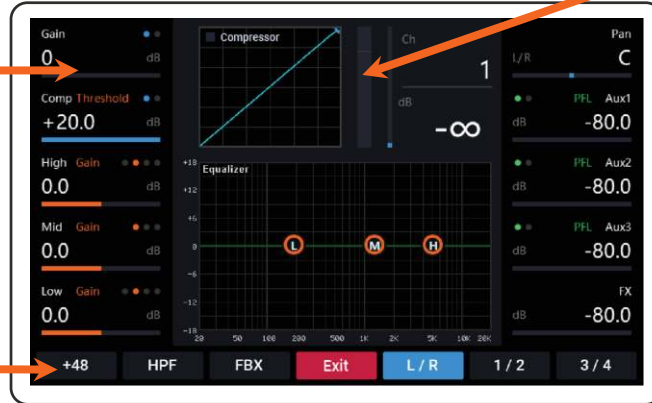 Gain
0 dB
Comp Threshold
+20.0 dB
High Gain
0.0 dB
Mid Gain
0.0 dB
Low Gain
0.0 dB
Compressor
Ch
1
dB
-∞
Equalizer
+18
+12
+6
0
-6
-12
-18
L M H
20 50 100 200 500 1K 2K 5K 10K 20K
Pan
L/R C
PFL Aux1
dB -80.0
PFL Aux2
dB -80.0
PFL Aux3
dB -80.0
FX
dB -80.0
+48 HPF FBX Exit L / R 1 / 2 3 / 4